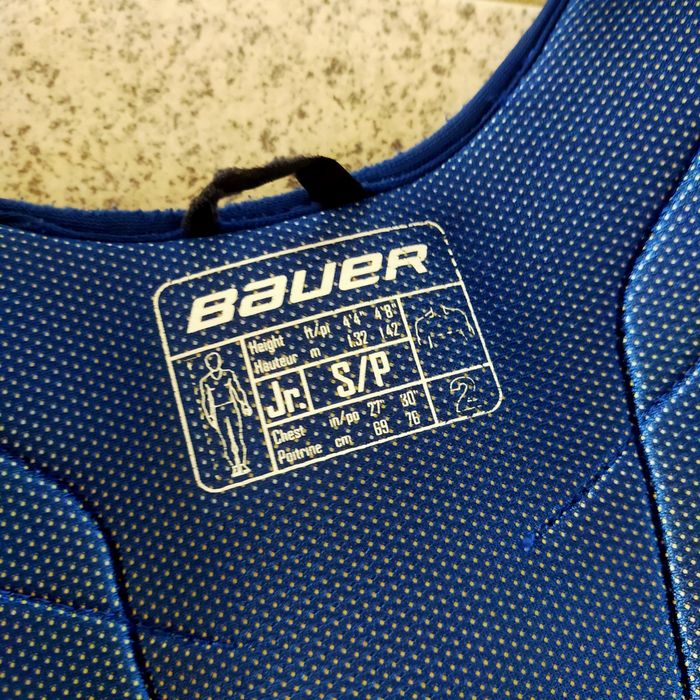 BaUeR
Height ft/pi 4'4" 4'8"
Hauteur m 1.32 1.42
Jr. S/P
2
Chest in/po 27" 30"
Poitrine cm 69 76